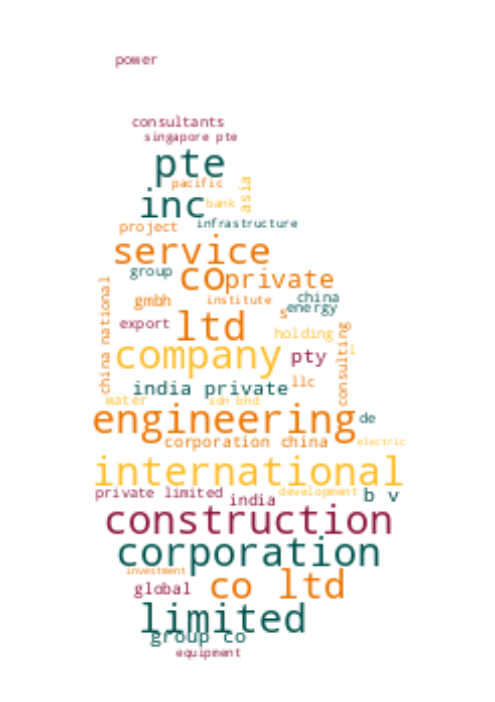 power
consultants
singapore pte
pte
pacific
asia
inc
bank
project
infrastructure
service
group
co
private
china national
gmbh
institute
china
s
energy
export
ltd
holding
consulting
company
pty
l
india private
llc
water
sdn bhd
engineering
de
corporation china
electric
international
private limited
india
development
b v
construction
corporation
investment
global
co ltd
limited
group co
equipment